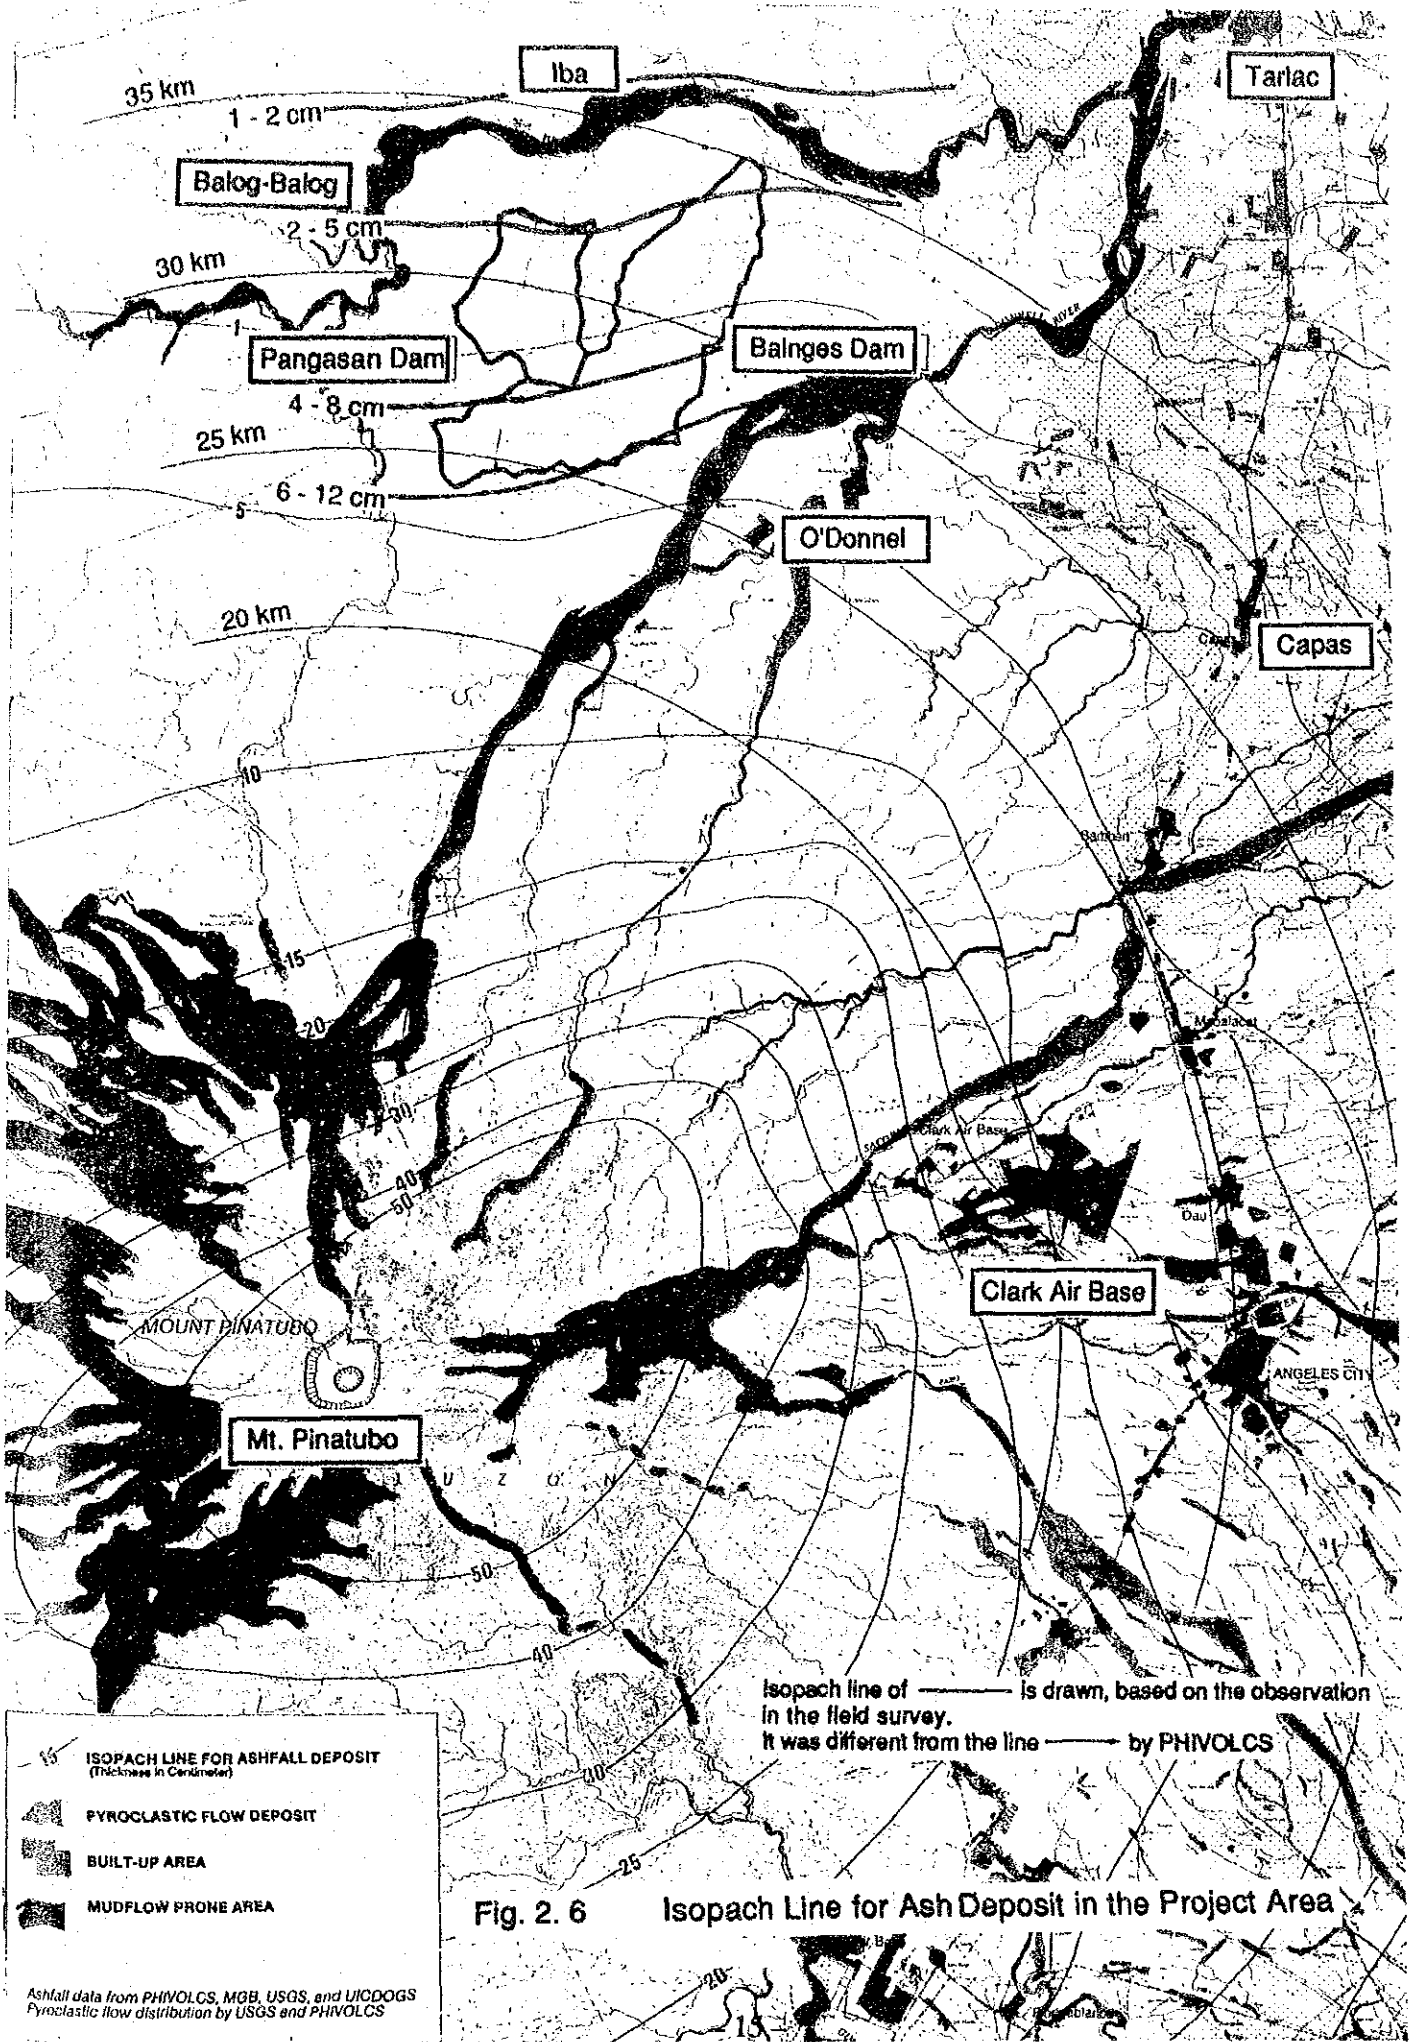 Iba
Tarlac
35 km
1 - 2 cm
Balog-Balog
2 - 5 cm
30 km
1
RIVER
Pangasan Dam
Balnges Dam
4 - 8 cm
25 km
6 - 12 cm
5
O'Donnel
20 km
Capas
10
15
20
Mabalacat
30
Clark Air Base
40
50
Dau
Clark Air Base
MOUNT PINATUBO
ANGELES CITY
Mt. Pinatubo
L U Z O N
50
40
Isopach line of ——— is drawn, based on the observation
in the field survey.
It was different from the line ——— by PHIVOLCS
15
ISOPACH LINE FOR ASHFALL DEPOSIT
(Thickness in Centimeter)
30
PYROCLASTIC FLOW DEPOSIT
BUILT-UP AREA
25
MUDFLOW PRONE AREA
Fig. 2. 6 Isopach Line for Ash Deposit in the Project Area
20
Ashfall data from PHIVOLCS, MGB, USGS, and UICDOGS
Pyroclastic flow distribution by USGS and PHIVOLCS
- 15 -